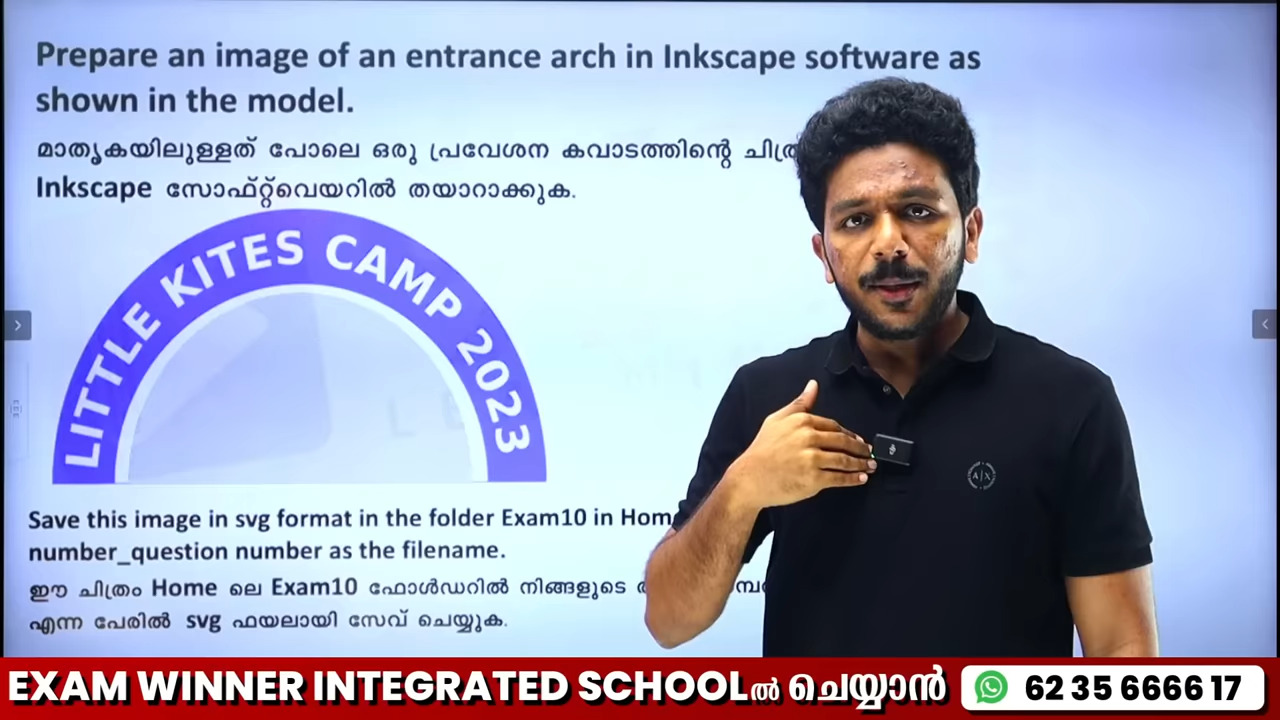 Prepare an image of an entrance arch in Inkscape software as
shown in the model.
മാതൃകയിലുള്ളത് പോലെ ഒരു പ്രവേശന കവാടത്തിന്റെ
Inkscape സോഫ്റ്റ്‌വെയറിൽ തയാറാക്കുക.
LITTLE KITES CAMP 2023
Save this image in svg format in the folder Exam10 in
number_question number as the filename.
ഈ ചിത്രം Home ലെ Exam10 ഫോൾഡറിൽ നിങ്ങളുടെ
എന്ന പേരിൽ svg ഫയലായി സേവ് ചെയ്യുക.
A|X
EXAM WINNER INTEGRATED SCHOOLൽ ചെയ്യാൻ
62 35 6666 17